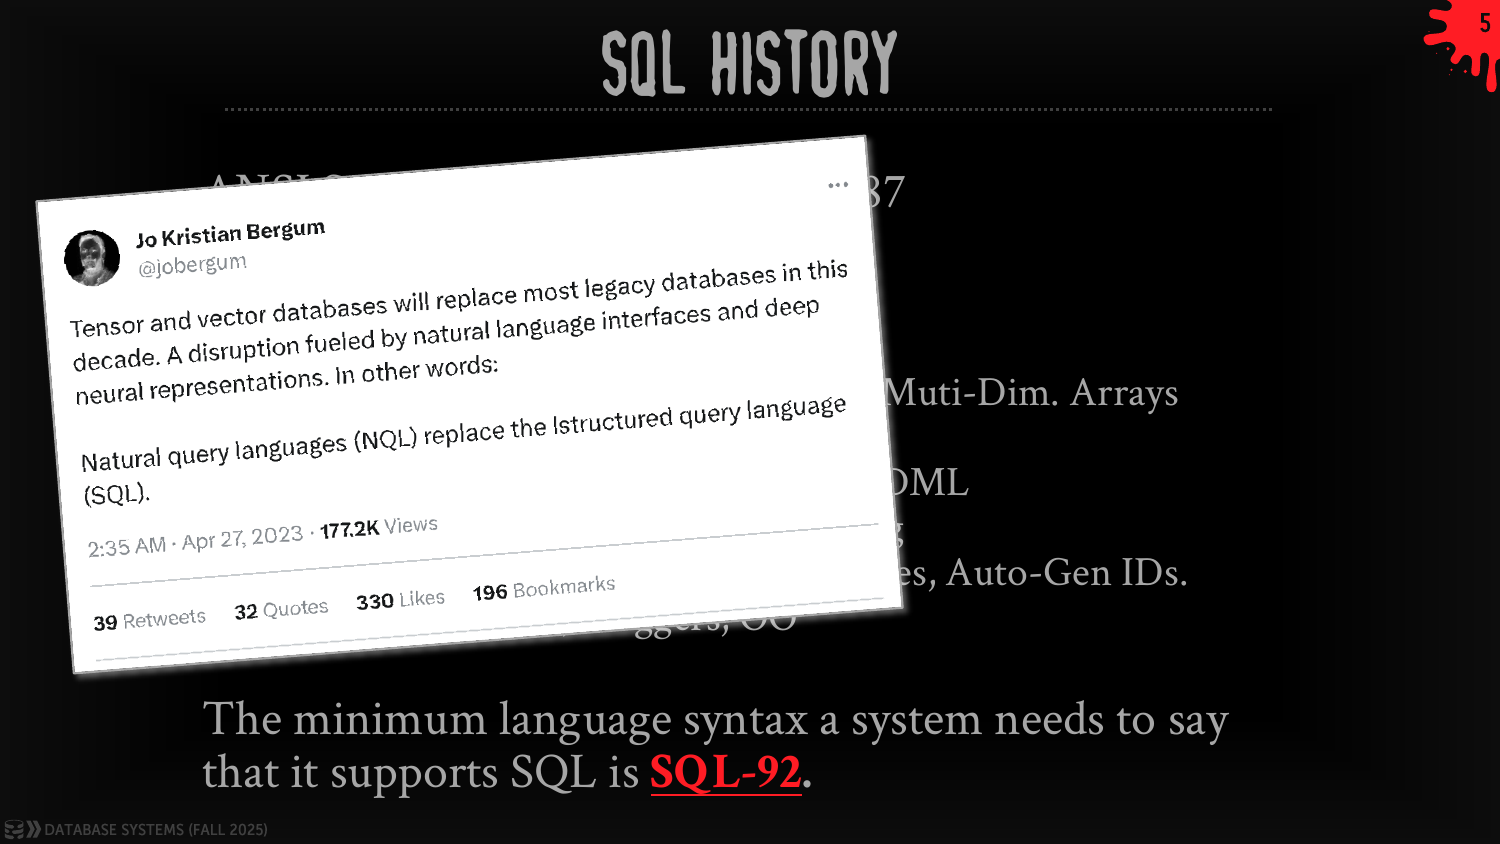 5
SQL HISTORY
87
Jo Kristian Bergum
@jobergum
Tensor and vector databases will replace most legacy databases in this
decade. A disruption fueled by natural language interfaces and deep
neural representations. In other words:
Natural query languages (NQL) replace the lstructured query language
(SQL).
2:35 AM · Apr 27, 2023 · 177.2K Views
39 Retweets 32 Quotes 330 Likes 196 Bookmarks
Muti-Dim. Arrays
DML
es, Auto-Gen IDs.
The minimum language syntax a system needs to say
that it supports SQL is SQL-92.
DATABASE SYSTEMS (FALL 2025)